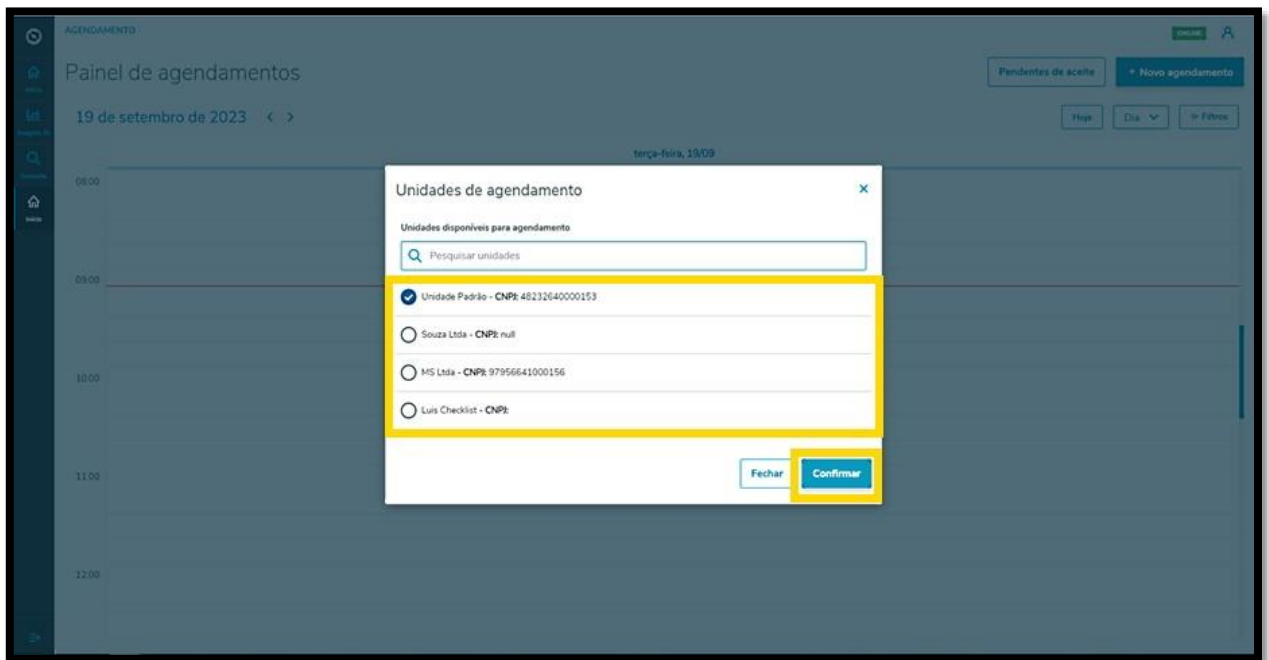 AGENDAMENTO
ONLINE
Painel de agendamentos
Pendentes de aceite
+ Novo agendamento
19 de setembro de 2023 < >
Hoje
Dia
Filtros
terça-feira, 19/09
08:00
09:00
10:00
11:00
12:00
Início
Unidades de agendamento
Unidades disponíveis para agendamento
Pesquisar unidades
Unidade Padrão - CNPJ: 48232640000153
Souza Ltda - CNPJ: null
MS Ltda - CNPJ: 97956641000156
Luis Checklist - CNPJ:
Fechar
Confirmar